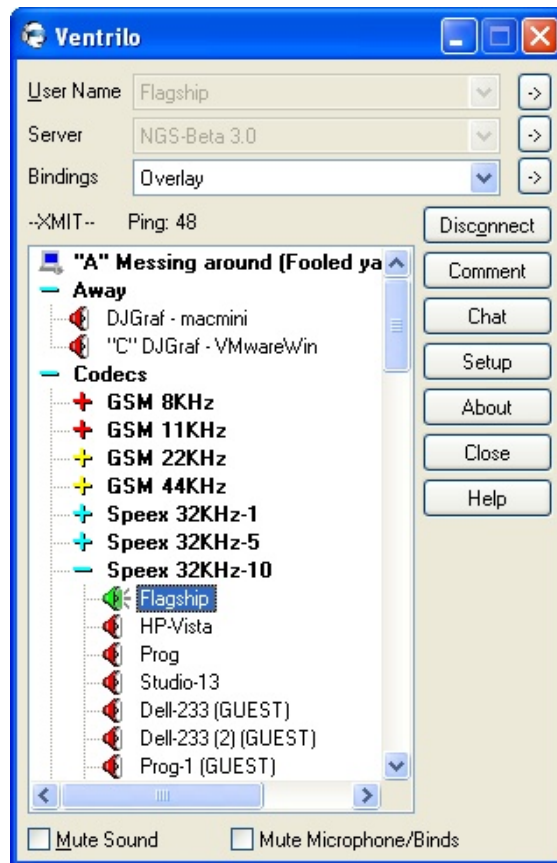 Ventrilo
User Name Flagship ->
Server NGS-Beta 3.0 ->
Bindings Overlay ->
--XMIT-- Ping: 48
Disconnect
Comment
Chat
Setup
About
Close
Help
"A" Messing around (Fooled ya
Away
DJGraf - macmini
"C" DJGraf - VMwareWin
Codecs
GSM 8KHz
GSM 11KHz
GSM 22KHz
GSM 44KHz
Speex 32KHz-1
Speex 32KHz-5
Speex 32KHz-10
Flagship
HP-Vista
Prog
Studio-13
Dell-233 (GUEST)
Dell-233 (2) (GUEST)
Prog-1 (GUEST)
Mute Sound Mute Microphone/Binds